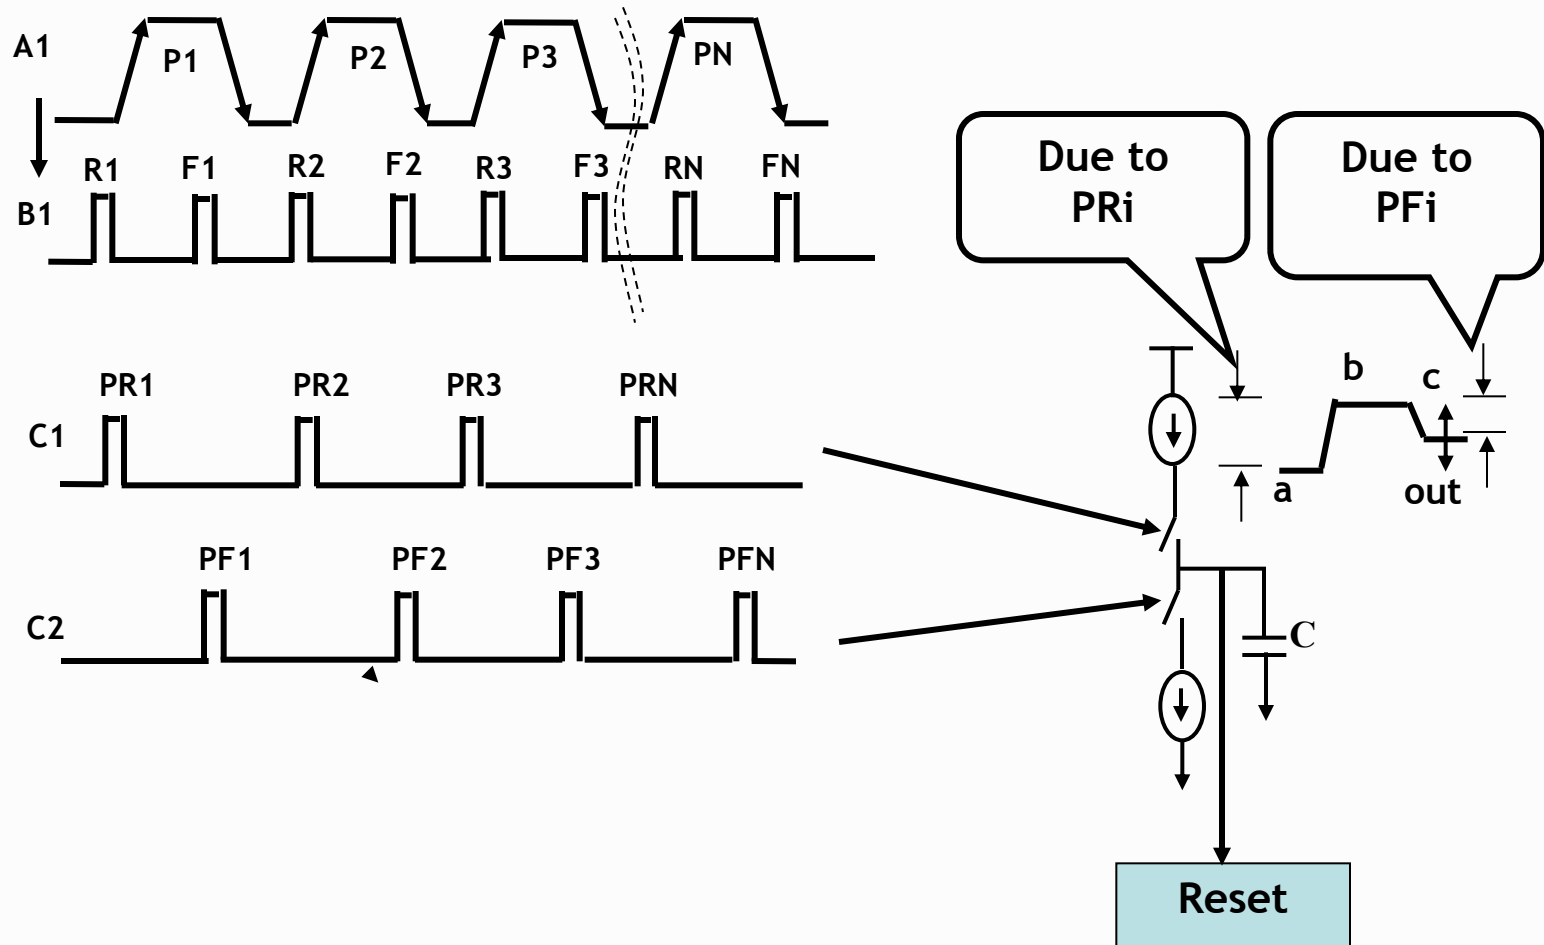 A1
P1
P2
P3
PN
R1
F1
R2
F2
R3
F3
RN
FN
B1
Due to
PRi
Due to
PFi
PR1
PR2
PR3
PRN
C1
b
c
a
out
PF1
PF2
PF3
PFN
C2
C
Reset